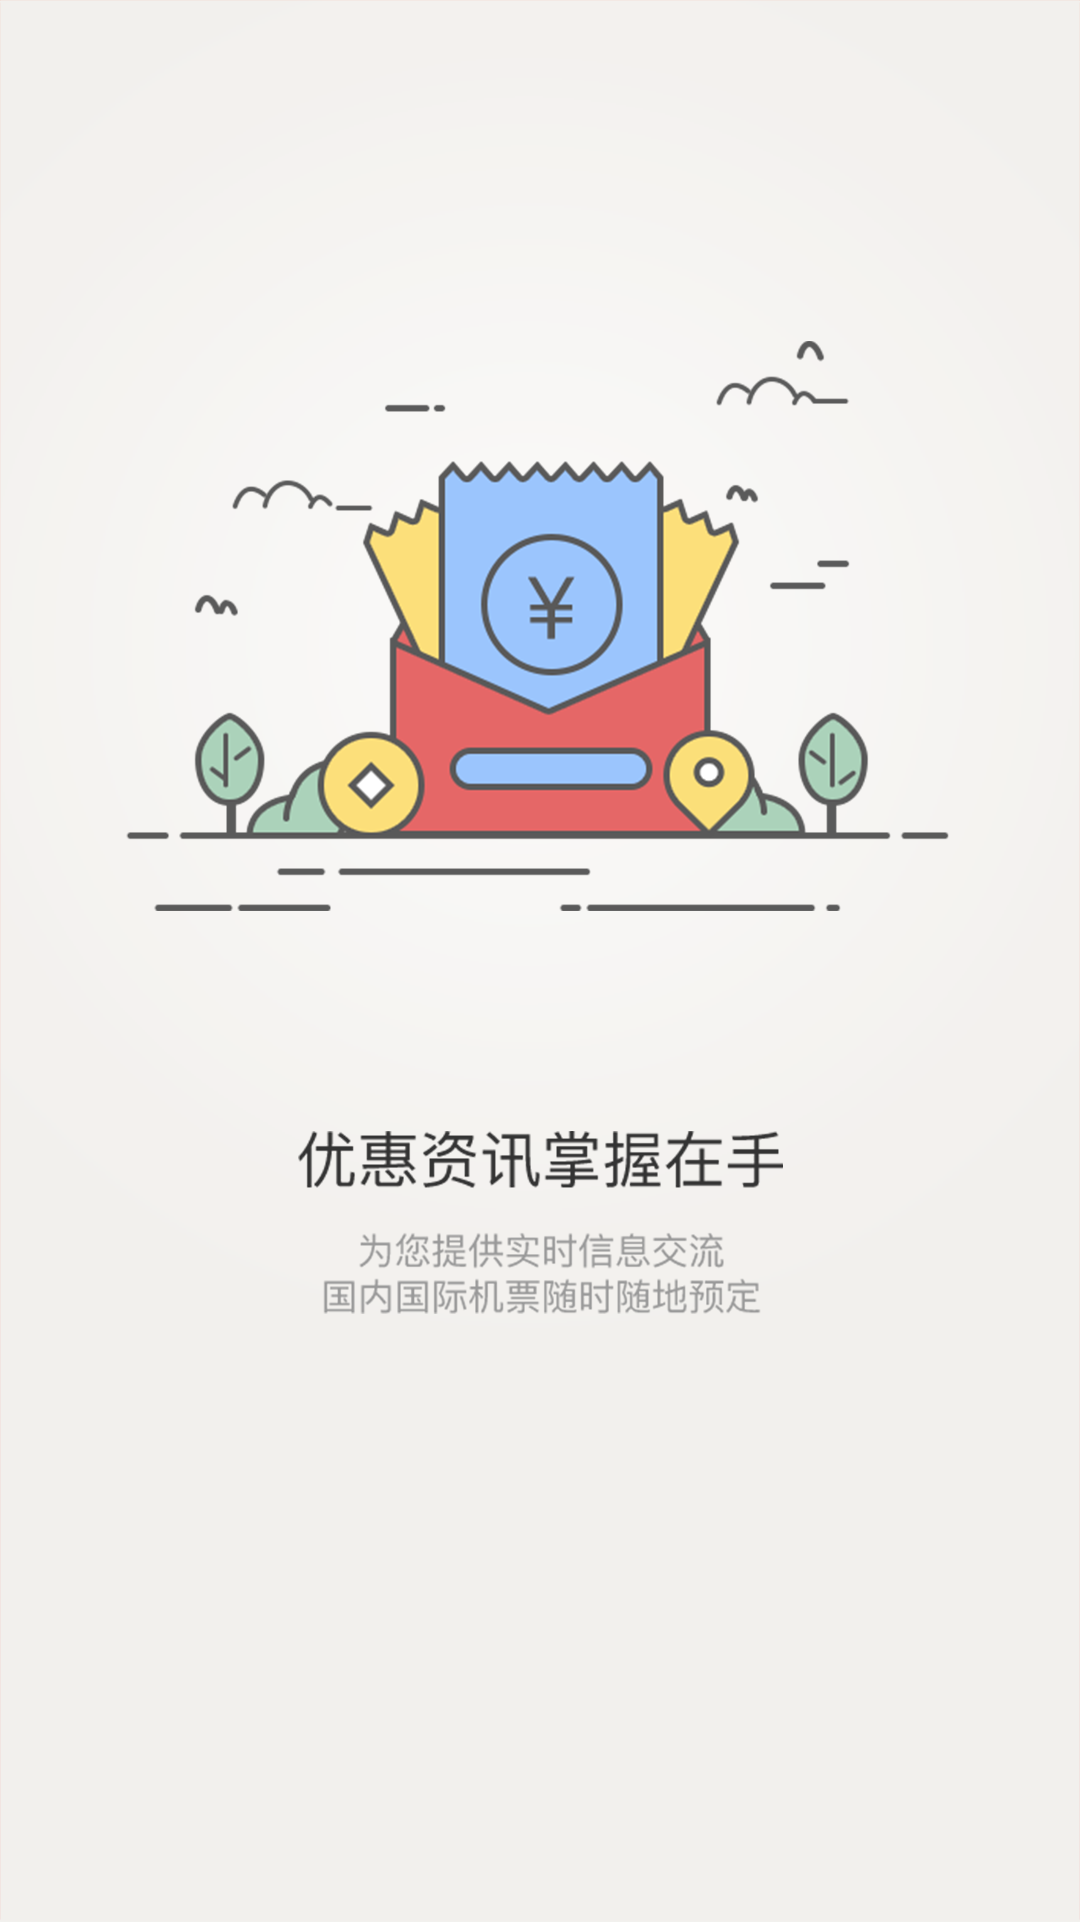 ¥
优惠资讯掌握在手
为您提供实时信息交流
国内国际机票随时随地预定